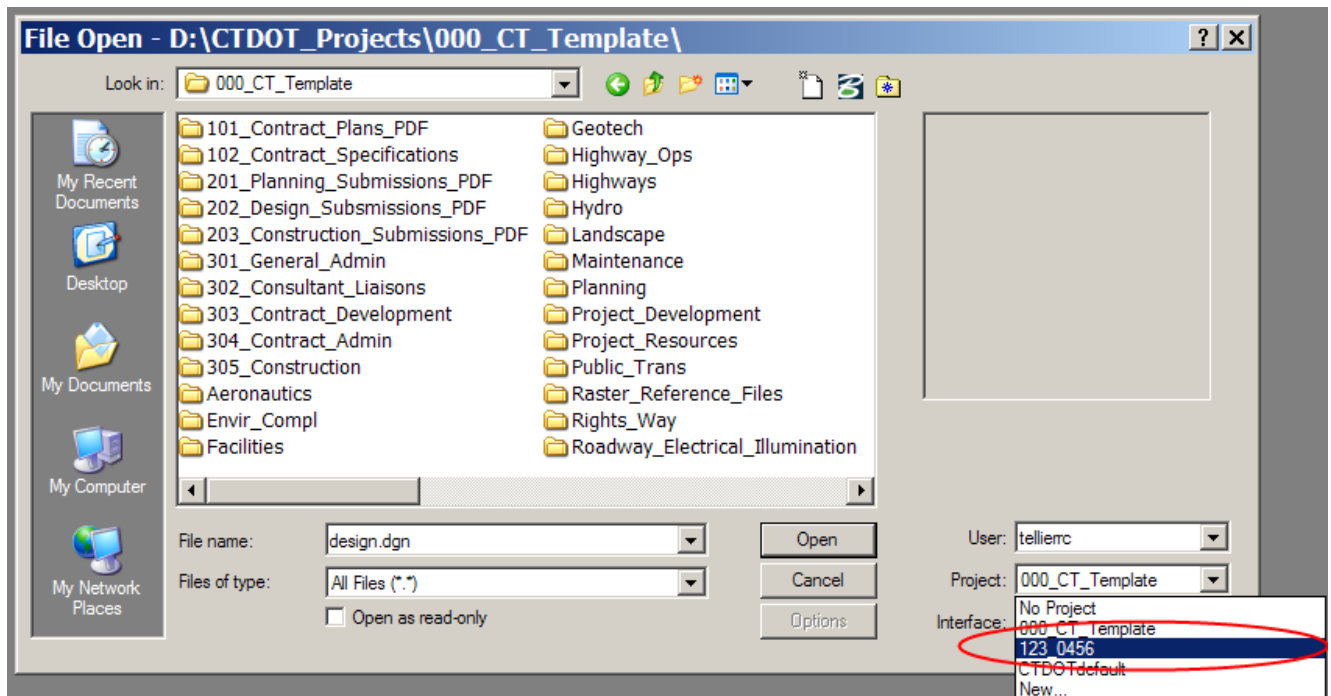 File Open - D:\CTDOT_Projects\000_CT_Template\
Look in: 000_CT_Template
My Recent Documents
Desktop
My Documents
My Computer
My Network Places
101_Contract_Plans_PDF
102_Contract_Specifications
201_Planning_Submissions_PDF
202_Design_Subsmissions_PDF
203_Construction_Submissions_PDF
301_General_Admin
302_Consultant_Liaisons
303_Contract_Development
304_Contract_Admin
305_Construction
Aeronautics
Envir_Compl
Facilities
Geotech
Highway_Ops
Highways
Hydro
Landscape
Maintenance
Planning
Project_Development
Project_Resources
Public_Trans
Raster_Reference_Files
Rights_Way
Roadway_Electrical_Illumination
File name: design.dgn
Files of type: All Files (*.*)
Open as read-only
Open
Cancel
Options
User: tellierrc
Project: 000_CT_Template
Interface:
No Project
000_CT_Template
123_0456
CTDOTdefault
New...